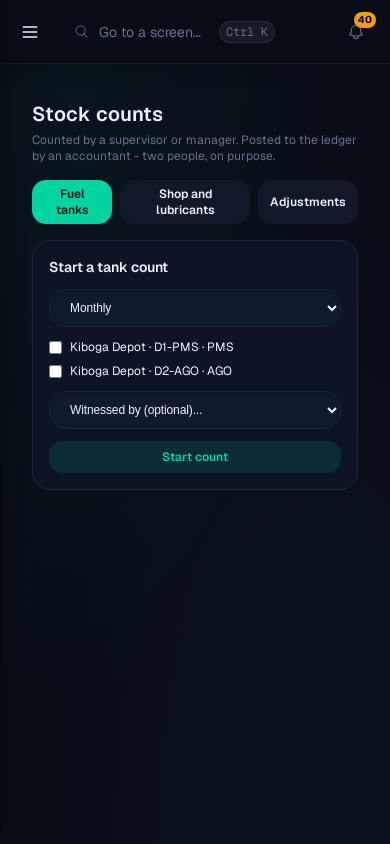 Go to a screen...
Ctrl K
40
Stock counts
Counted by a supervisor or manager. Posted to the ledger
by an accountant - two people, on purpose.
Fuel
tanks
Shop and
lubricants
Adjustments
Start a tank count
Monthly
Kiboga Depot · D1-PMS · PMS
Kiboga Depot · D2-AGO · AGO
Witnessed by (optional)...
Start count